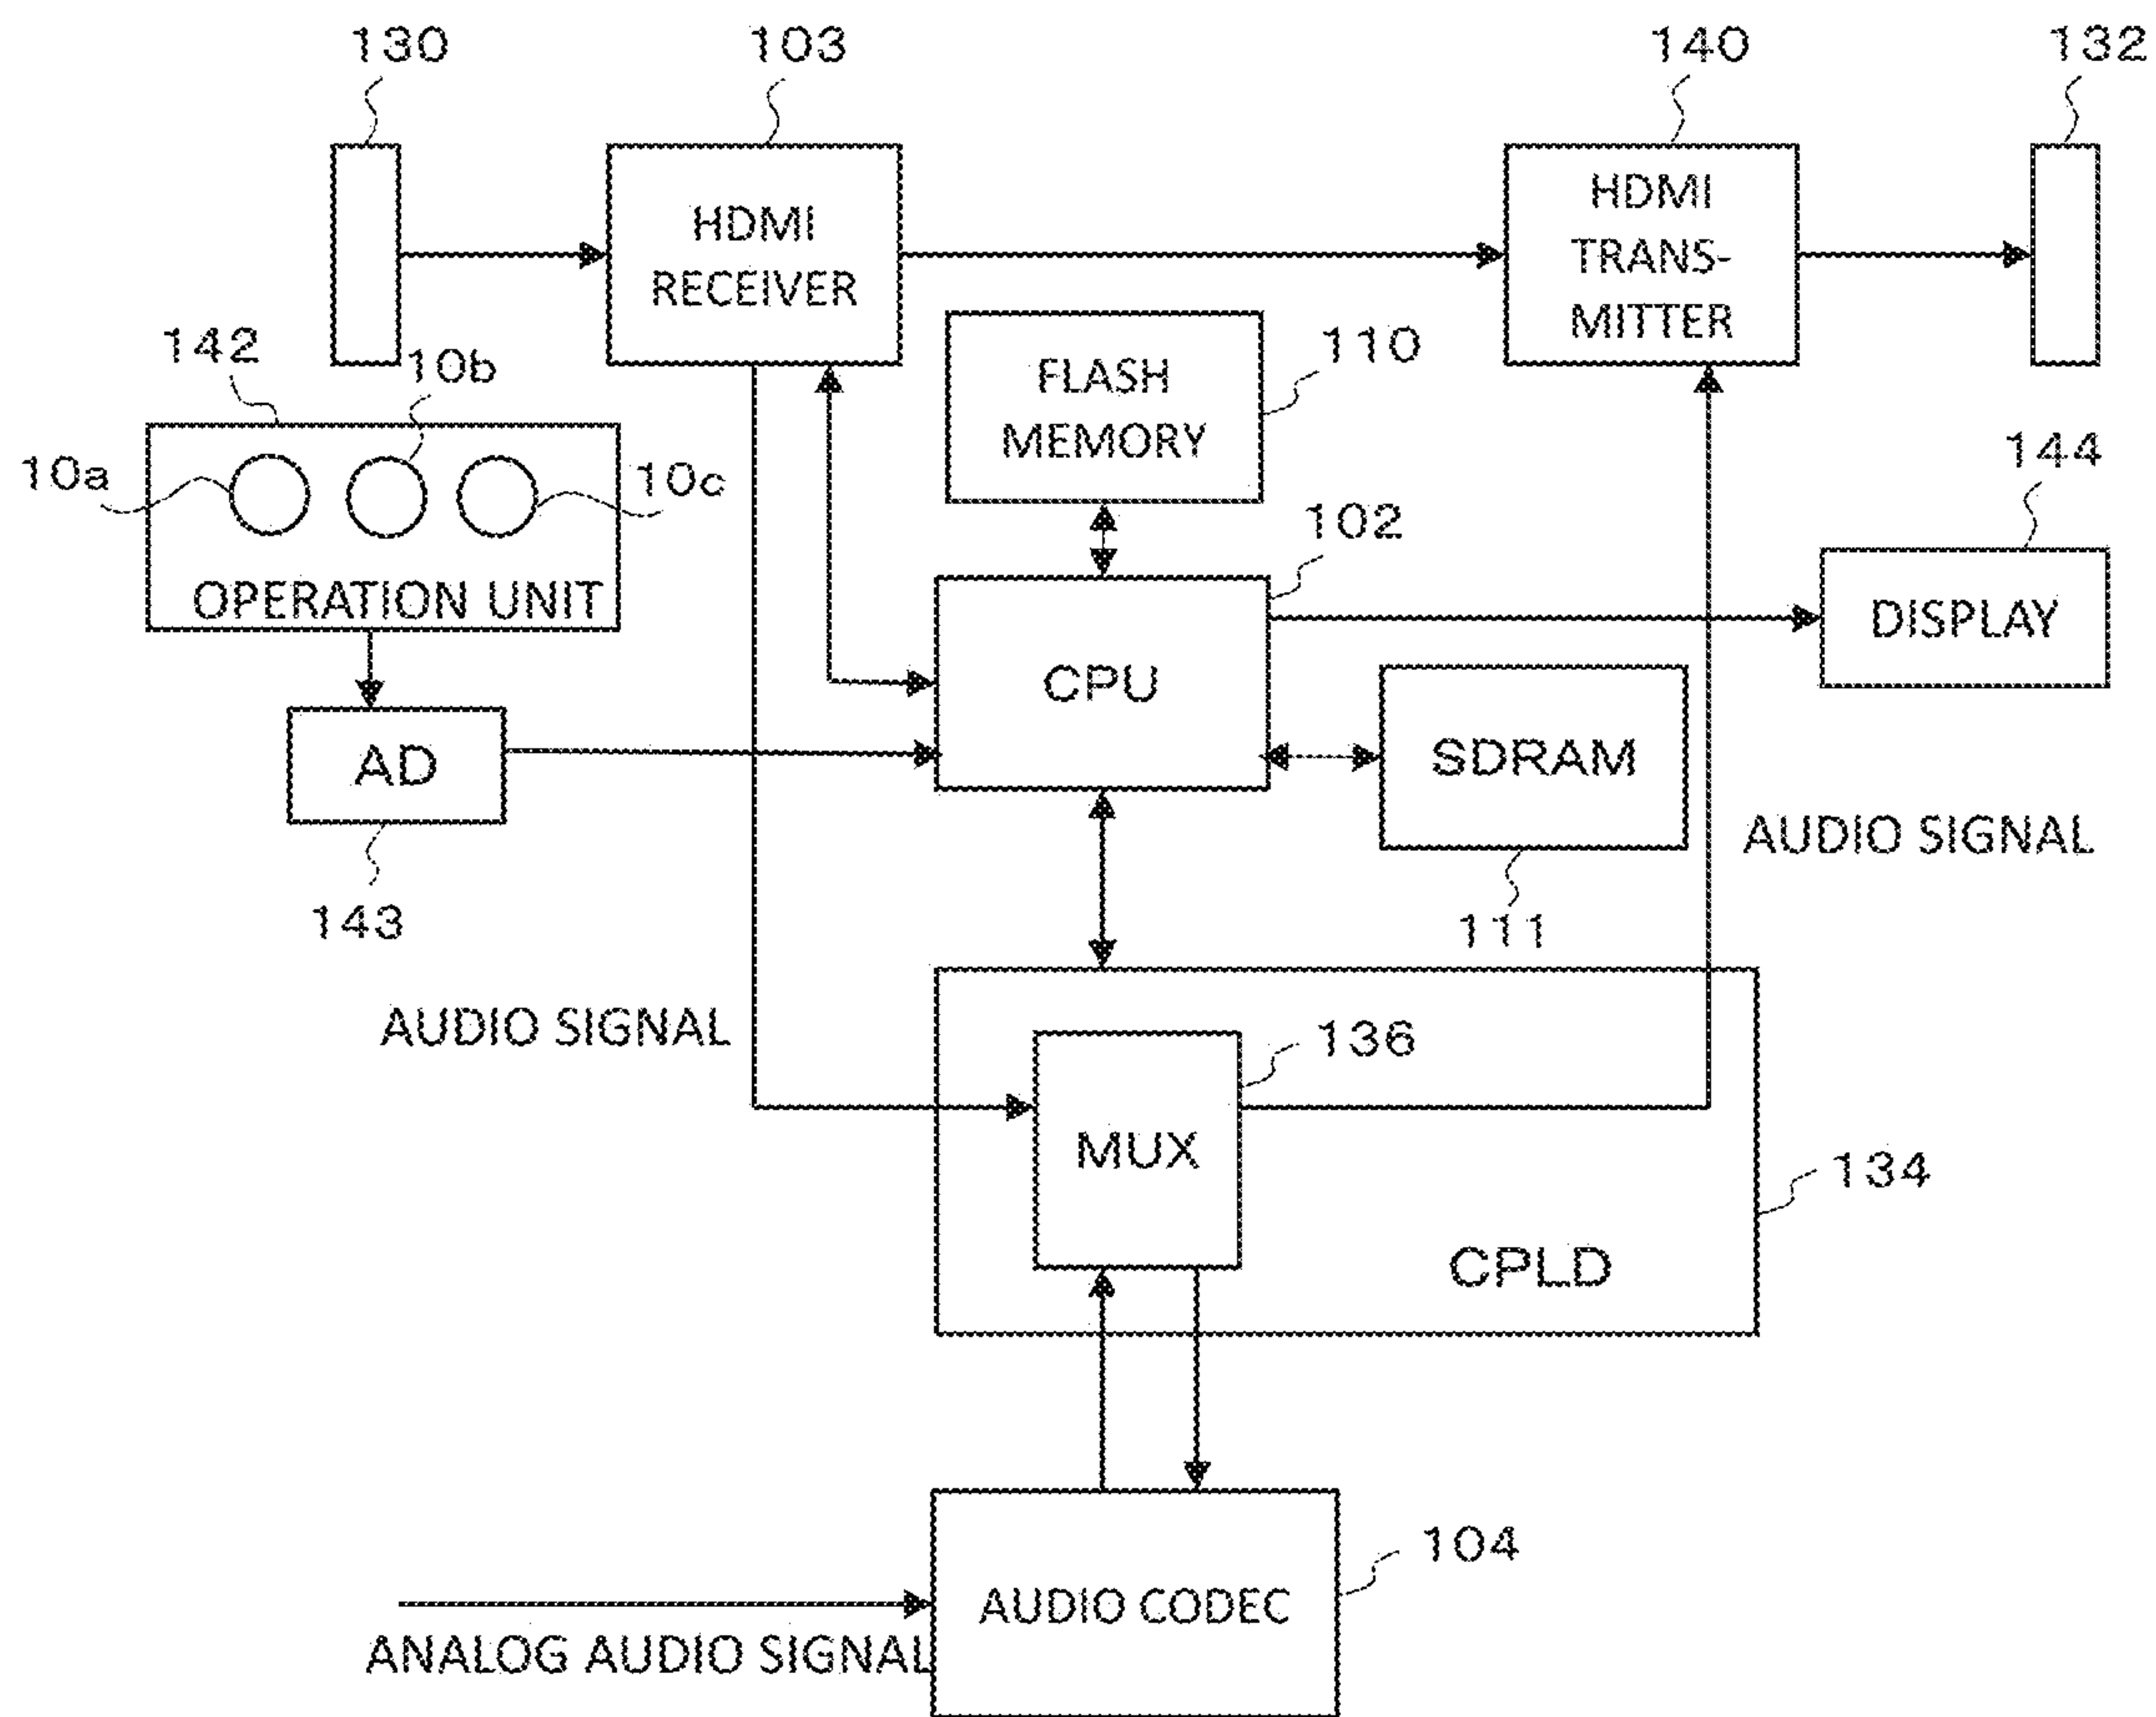 130
103
140
132
HDMI
RECEIVER
HDMI
TRANS-
MITTER
142
10b
110
FLASH
MEMORY
10a
10c
144
102
OPERATION UNIT
DISPLAY
CPU
AD
SDRAM
AUDIO SIGNAL
143
111
AUDIO SIGNAL
136
MUX
134
CPLD
104
AUDIO CODEC
ANALOG AUDIO SIGNAL